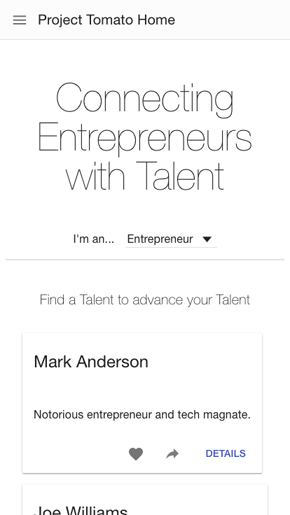 Project Tomato Home
Connecting
Entrepreneurs
with Talent
I'm an... Entrepreneur
Find a Talent to advance your Talent
Mark Anderson
Notorious entrepreneur and tech magnate.
DETAILS
Joe Williams